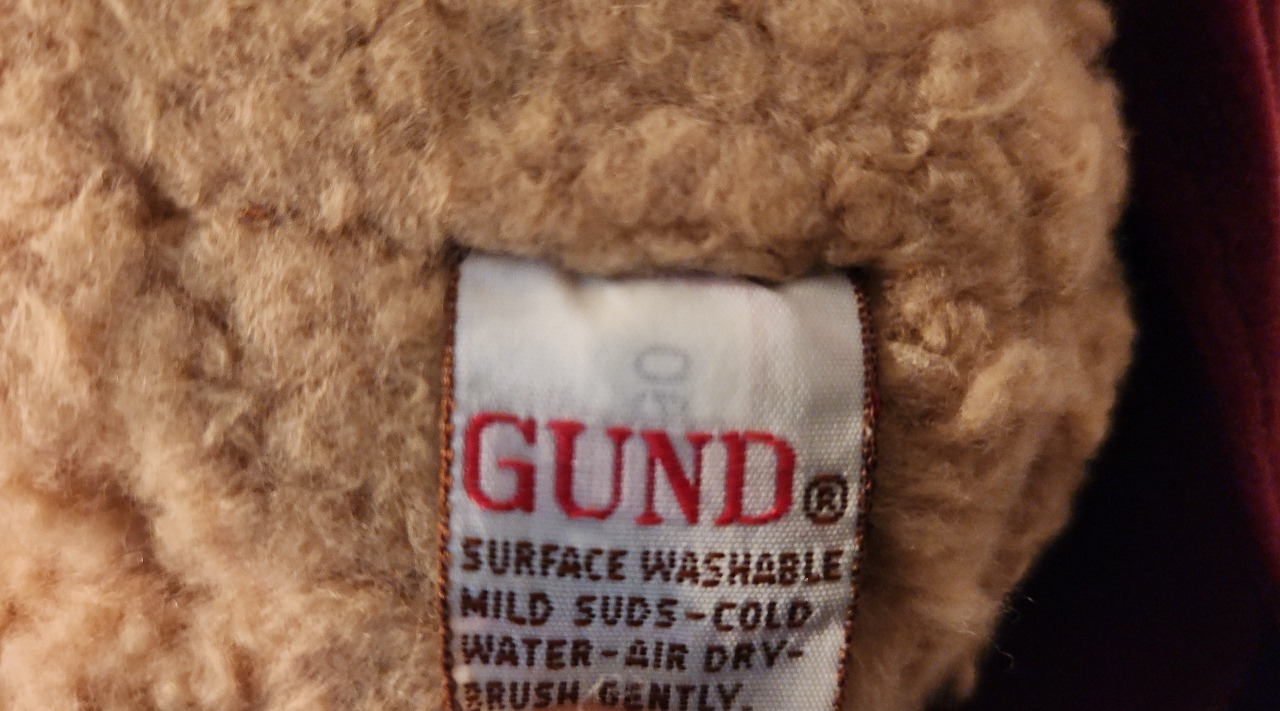 GUND®
SURFACE WASHABLE
MILD SUDS-COLD
WATER-AIR DRY-
BRUSH GENTLY.